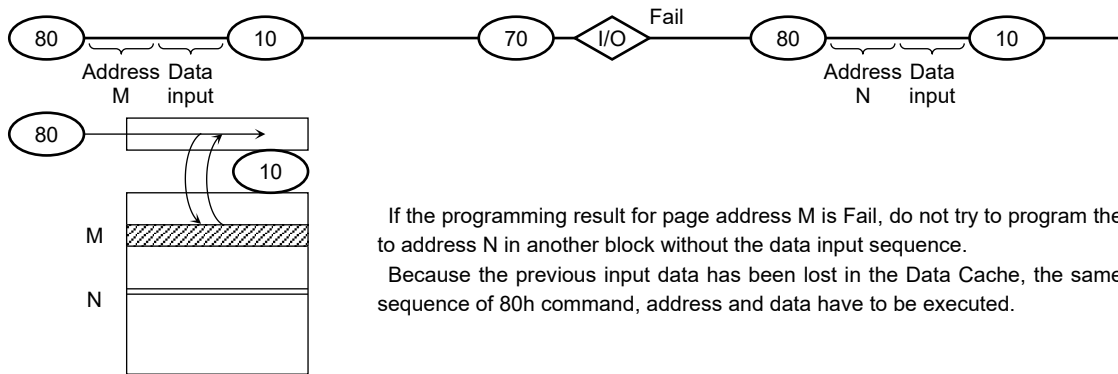 Fail
80 10 70 I/O 80 10
Address Data Address Data
M input N input
80
10
M
If the programming result for page address M is Fail, do not try to program the
to address N in another block without the data input sequence.
N
Because the previous input data has been lost in the Data Cache, the same
sequence of 80h command, address and data have to be executed.